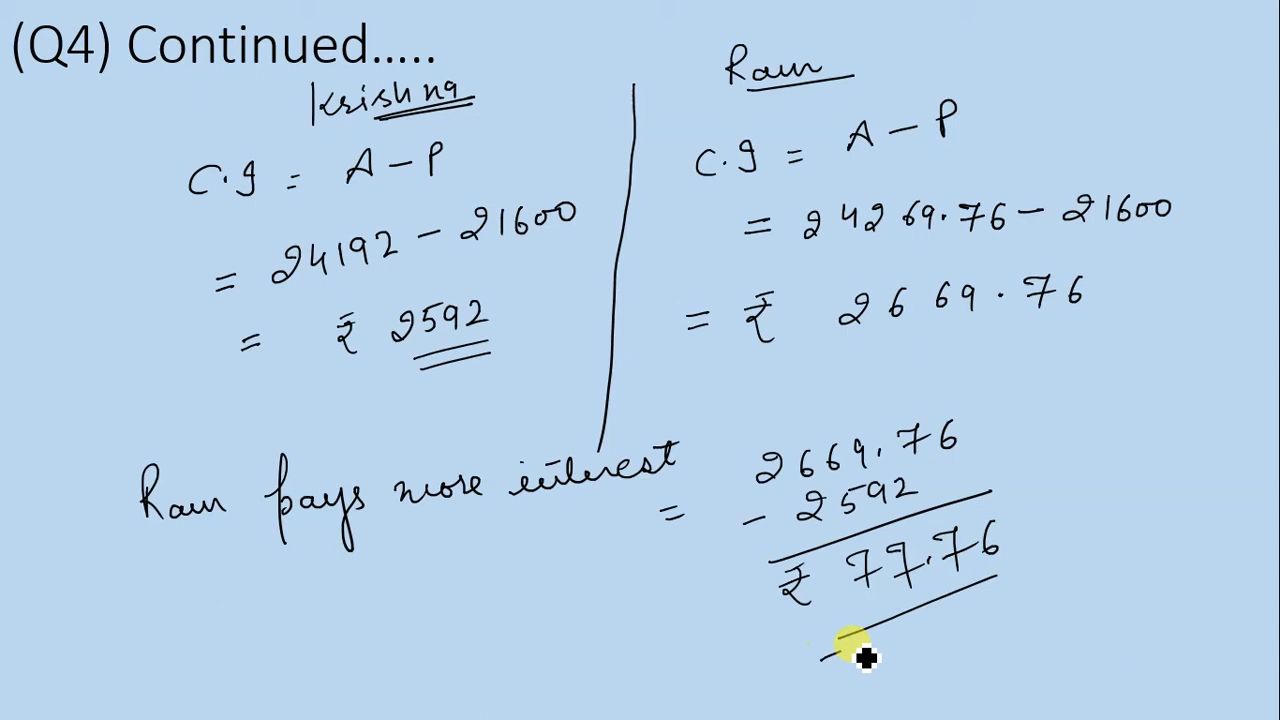 (Q4) Continued.....
Krishna
C.I = A - P
= 24192 - 21600
= ₹ 2592
Ram
C.I = A - P
= 24269.76 - 21600
= ₹ 2669.76
Ram pays more interest = 2669.76
- 2592
₹ 77.76